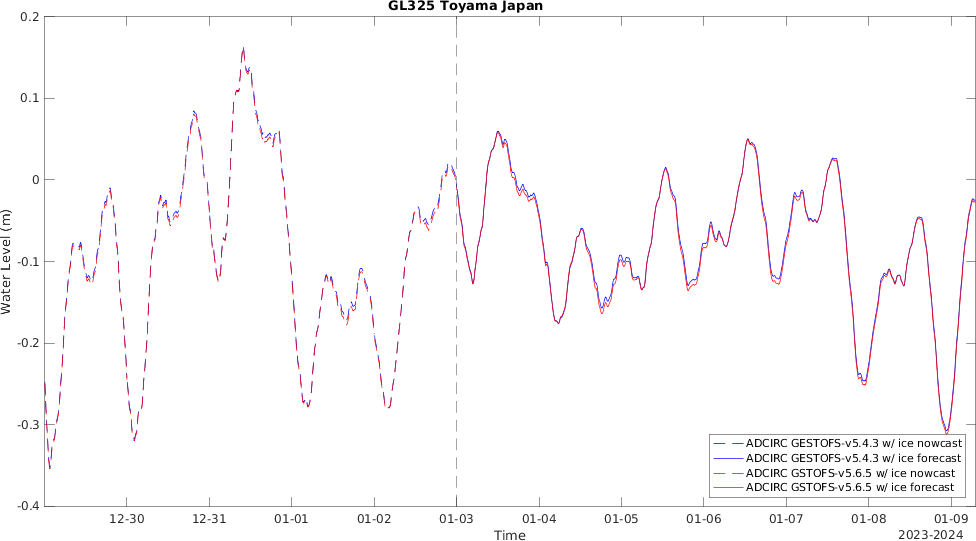 GL325 Toyama Japan
0.2
0.1
0
-0.1
-0.2
-0.3
-0.4
Water Level (m)
ADCIRC GESTOFS-v5.4.3 w/ ice nowcast
ADCIRC GESTOFS-v5.4.3 w/ ice forecast
ADCIRC GSTOFS-v5.6.5 w/ ice nowcast
ADCIRC GSTOFS-v5.6.5 w/ ice forecast
12-30 12-31 01-01 01-02 01-03 01-04 01-05 01-06 01-07 01-08 01-09
Time
2023-2024